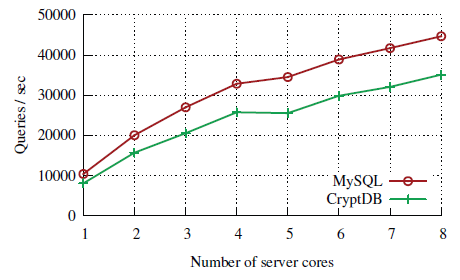 50000
40000
30000
20000
10000
0
Queries / sec
MySQL
CryptDB
1 2 3 4 5 6 7 8
Number of server cores